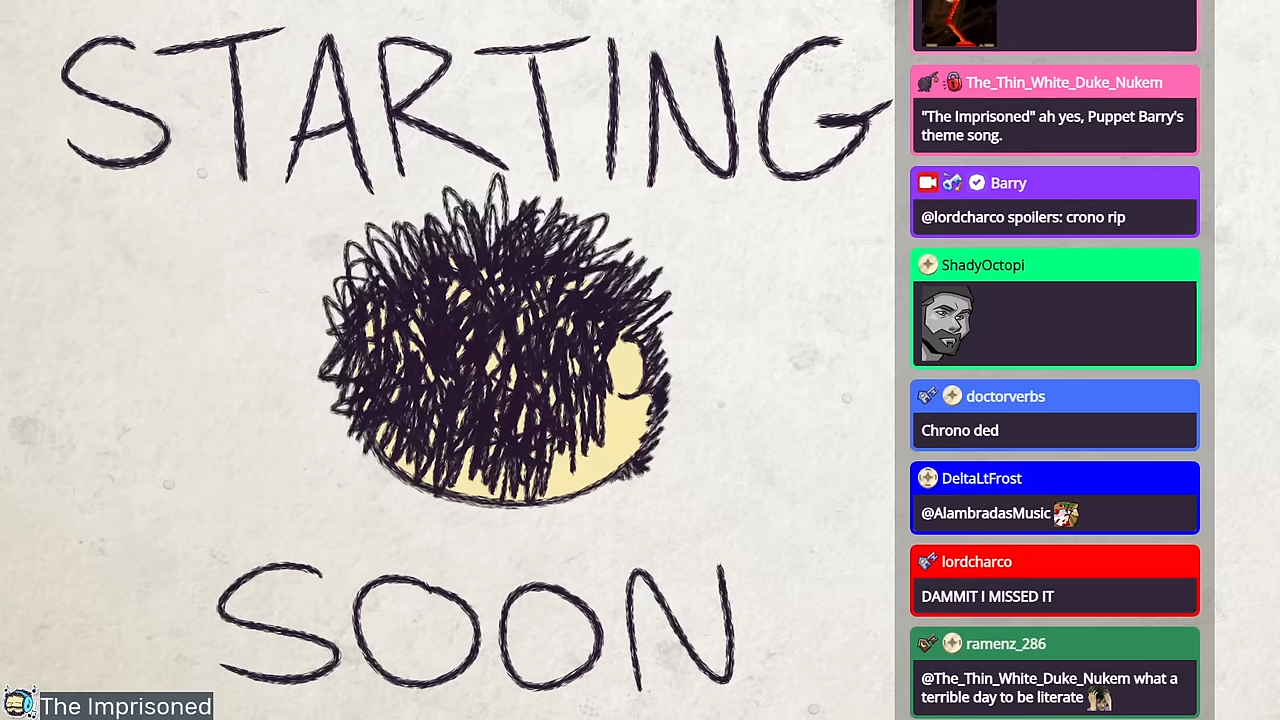 STARTING
SOON
The Imprisoned
The_Thin_White_Duke_Nukem
"The Imprisoned" ah yes, Puppet Barry's
theme song.
Barry
@lordcharco spoilers: crono rip
ShadyOctopi
doctorverbs
Chrono ded
DeltaLtFrost
@AlambradasMusic
lordcharco
DAMMIT I MISSED IT
ramenz_286
@The_Thin_White_Duke_Nukem what a
terrible day to be literate